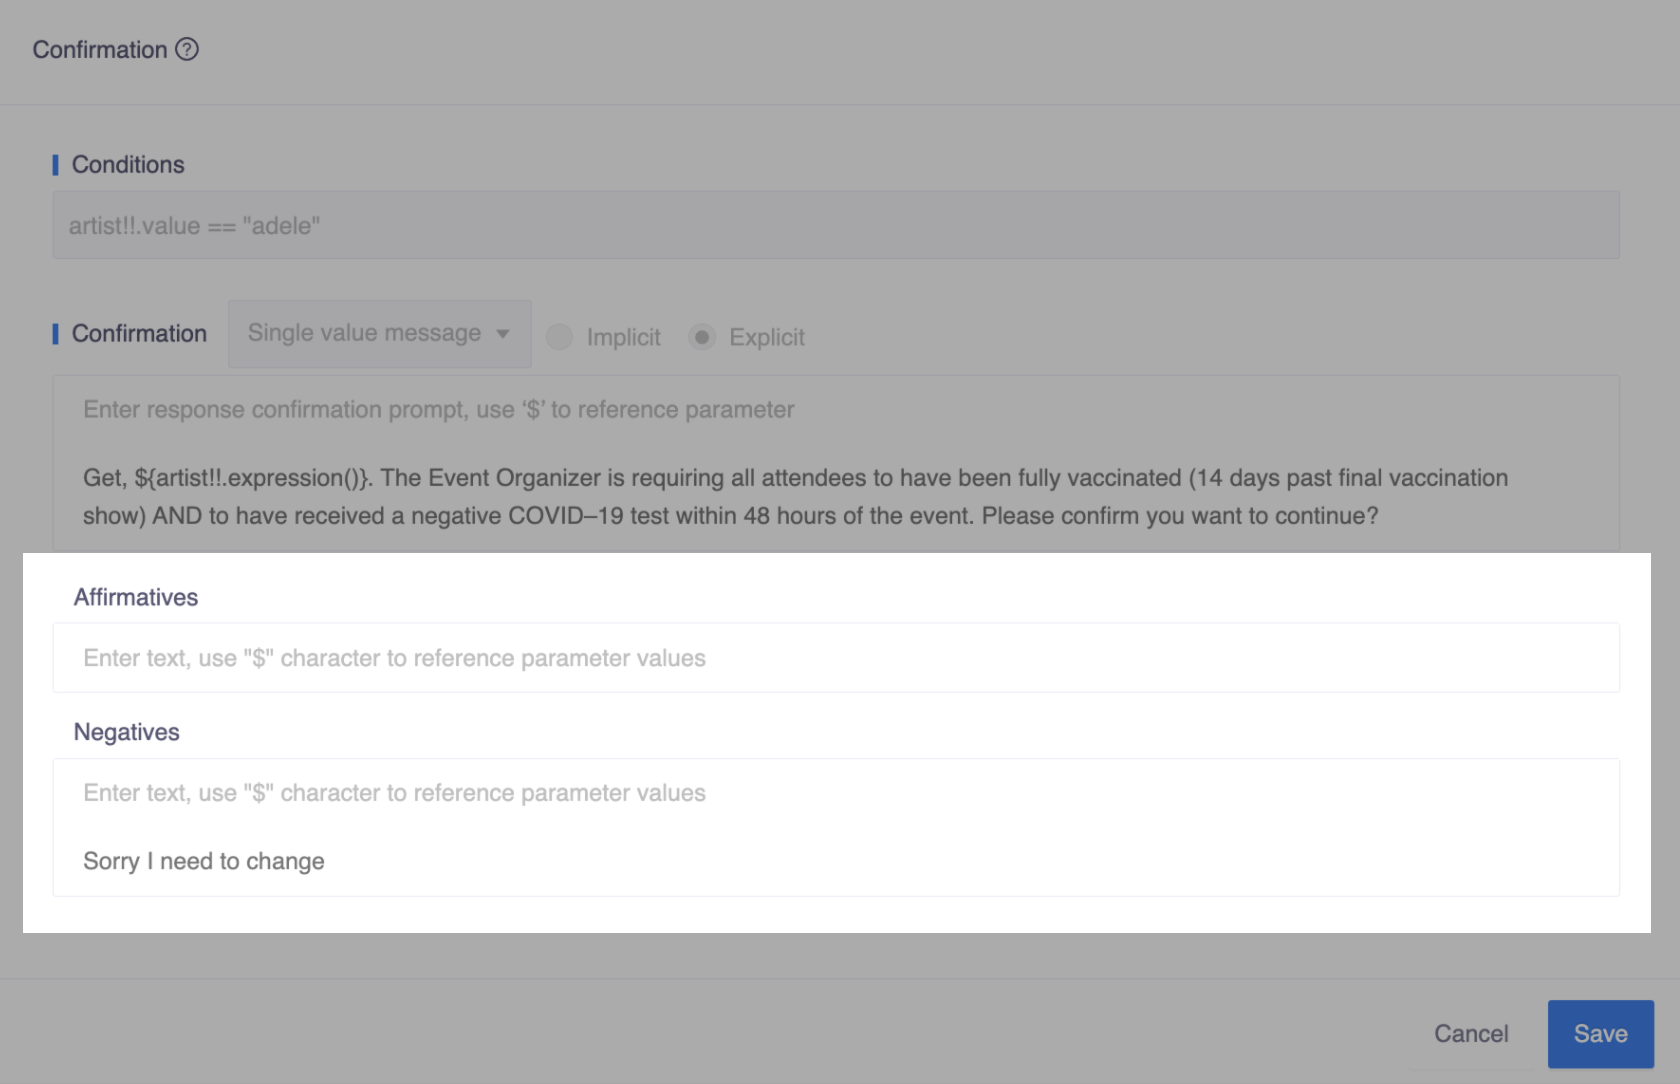 Confirmation ?
Conditions
artist!!.value == "adele"
Confirmation Single value message Implicit Explicit
Enter response confirmation prompt, use ‘$’ to reference parameter
Get, ${artist!!.expression()}. The Event Organizer is requiring all attendees to have been fully vaccinated (14 days past final vaccination
show) AND to have received a negative COVID–19 test within 48 hours of the event. Please confirm you want to continue?
Affirmatives
Enter text, use "$" character to reference parameter values
Negatives
Enter text, use "$" character to reference parameter values
Sorry I need to change
Cancel Save